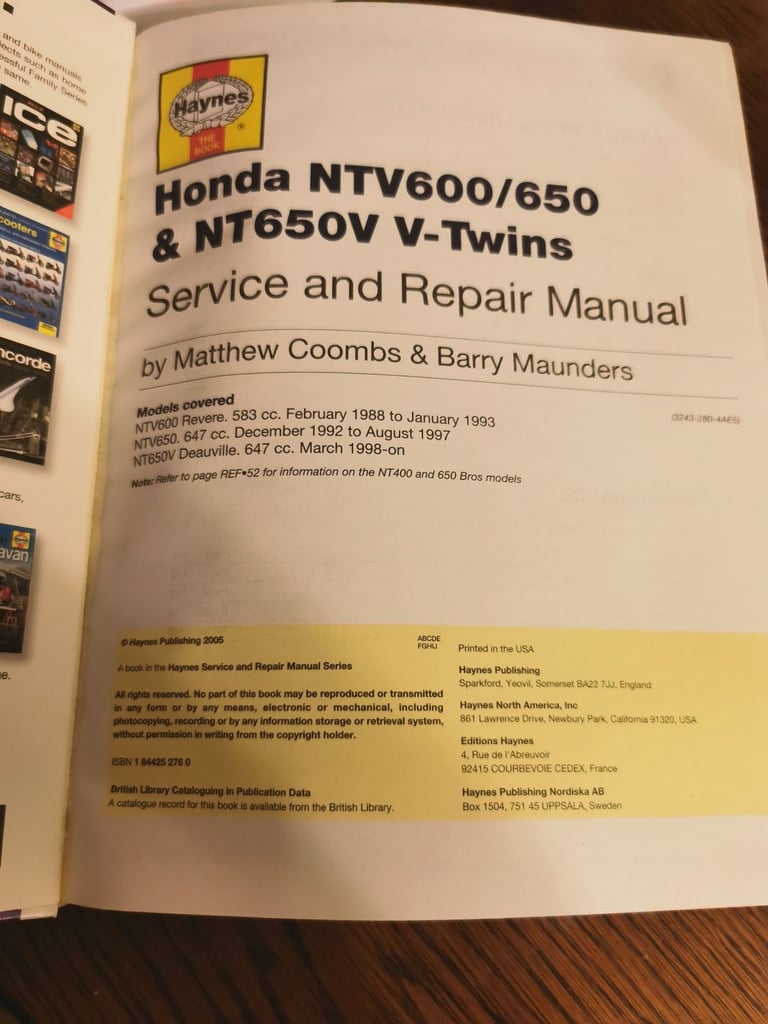 and bike manuals
ects such as home
essful Family Series
same.
ICE
cooters
ncorde
cars,
avan
e.
Haynes
®
THE
BOOK
Honda NTV600/650
& NT650V V-Twins
Service and Repair Manual
by Matthew Coombs & Barry Maunders
Models covered
NTV600 Revere. 583 cc. February 1988 to January 1993
NTV650. 647 cc. December 1992 to August 1997
NT650V Deauville. 647 cc. March 1998-on
(3243-280-4AE5)
Note: Refer to page REF•52 for information on the NT400 and 650 Bros models
© Haynes Publishing 2005
A book in the Haynes Service and Repair Manual Series
All rights reserved. No part of this book may be reproduced or transmitted
in any form or by any means, electronic or mechanical, including
photocopying, recording or by any information storage or retrieval system,
without permission in writing from the copyright holder.
ISBN 1 84425 276 0
British Library Cataloguing in Publication Data
A catalogue record for this book is available from the British Library.
ABCDE
FGHIJ
Printed in the USA
Haynes Publishing
Sparkford, Yeovil, Somerset BA22 7JJ, England
Haynes North America, Inc
861 Lawrence Drive, Newbury Park, California 91320, USA
Editions Haynes
4, Rue de l'Abreuvoir
92415 COURBEVOIE CEDEX, France
Haynes Publishing Nordiska AB
Box 1504, 751 45 UPPSALA, Sweden